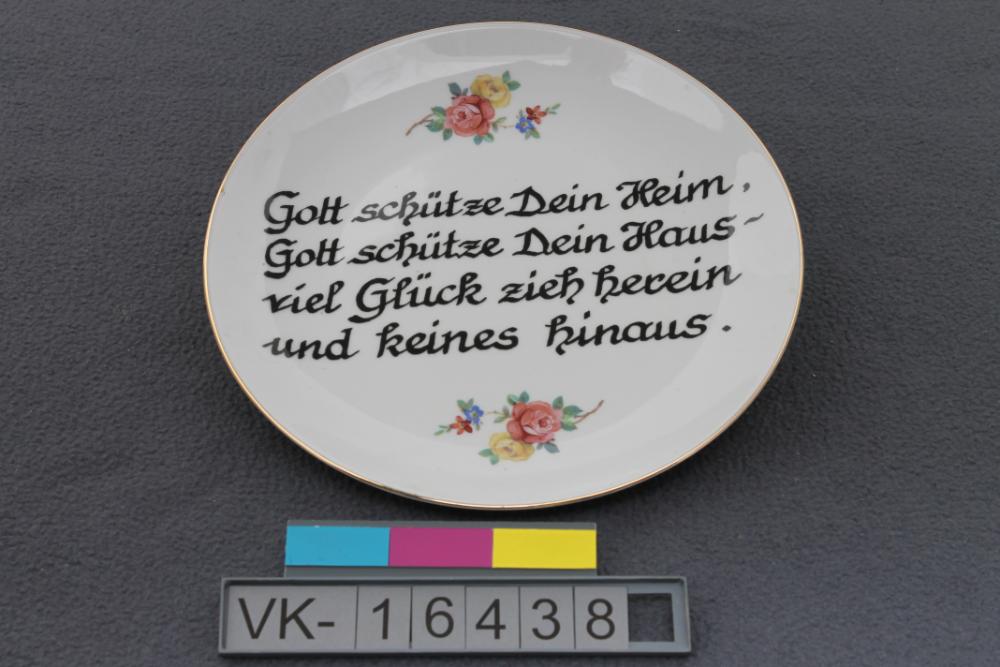 Gott schütze Dein Heim,
Gott schütze Dein Haus-
viel Glück zieh herein
und keines hinaus.
VK-16438